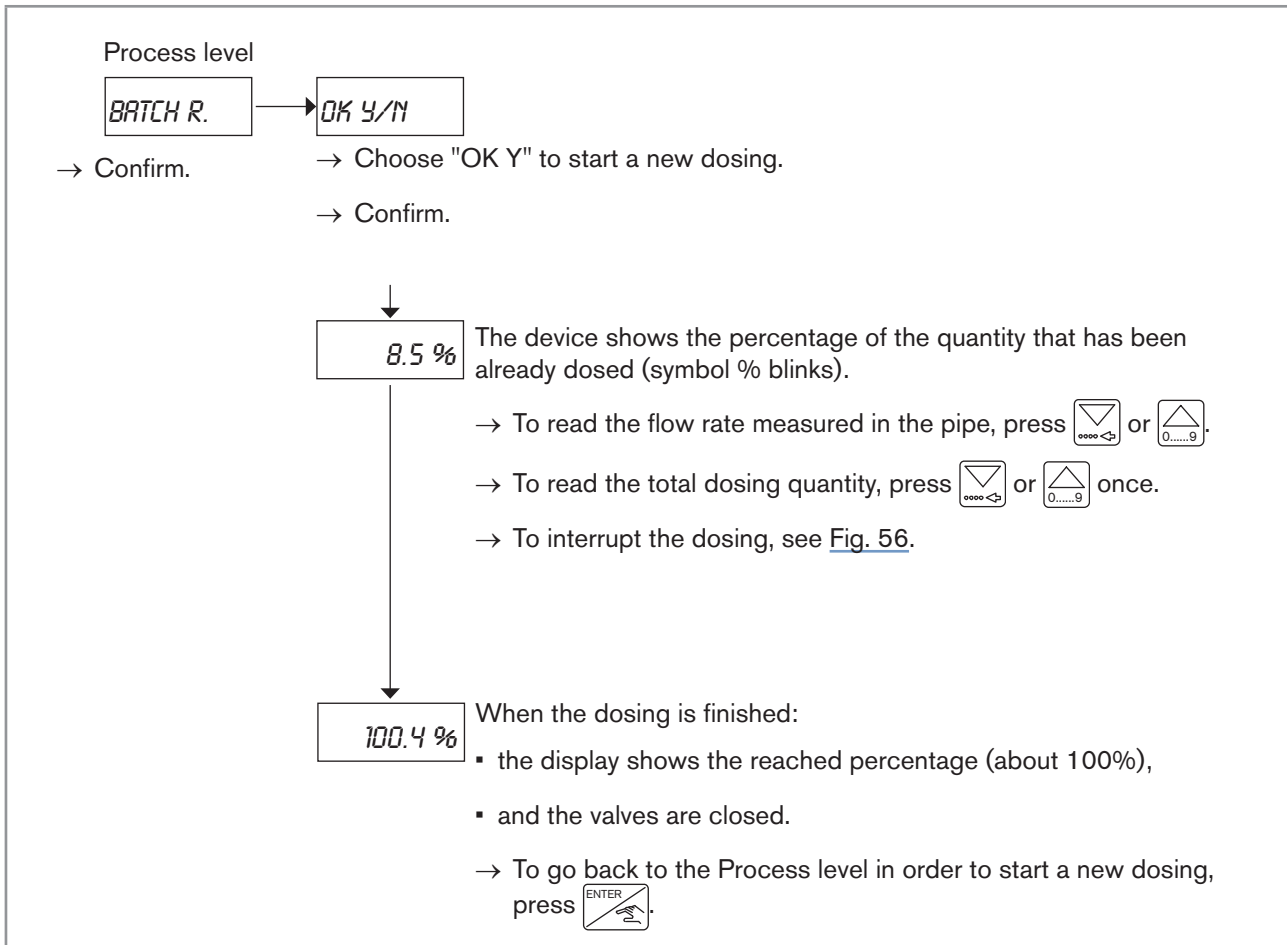 Process level
BATCH R.
OK Y/N
→ Confirm.
→ Choose "OK Y" to start a new dosing.
→ Confirm.
8.5 %
The device shows the percentage of the quantity that has been
already dosed (symbol % blinks).
→ To read the flow rate measured in the pipe, press or 0......9.
→ To read the total dosing quantity, press or 0......9 once.
→ To interrupt the dosing, see Fig. 56.
100.4 %
When the dosing is finished:
▪ the display shows the reached percentage (about 100%),
▪ and the valves are closed.
→ To go back to the Process level in order to start a new dosing,
press ENTER.